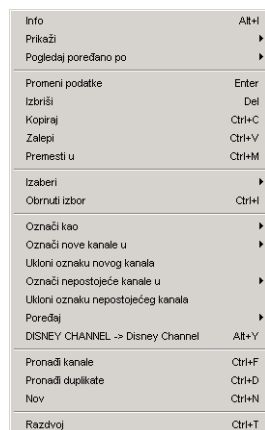 Info Alt+I
Prikaži
Pogledaj poređano po
Promeni podatke Enter
Izbriši Del
Kopiraj Ctrl+C
Zalepi Ctrl+V
Premesti u Ctrl+M
Izaberi
Obrnuti izbor Ctrl+I
Označi kao
Označi nove kanale u
Ukloni oznaku novog kanala
Označi nepostojeće kanale u
Ukloni oznaku nepostojećeg kanala
Poređaj
DISNEY CHANNEL -> Disney Channel Alt+Y
Pronađi kanale Ctrl+F
Pronađi duplikate Ctrl+D
Nov Ctrl+N
Razdvoj Ctrl+T